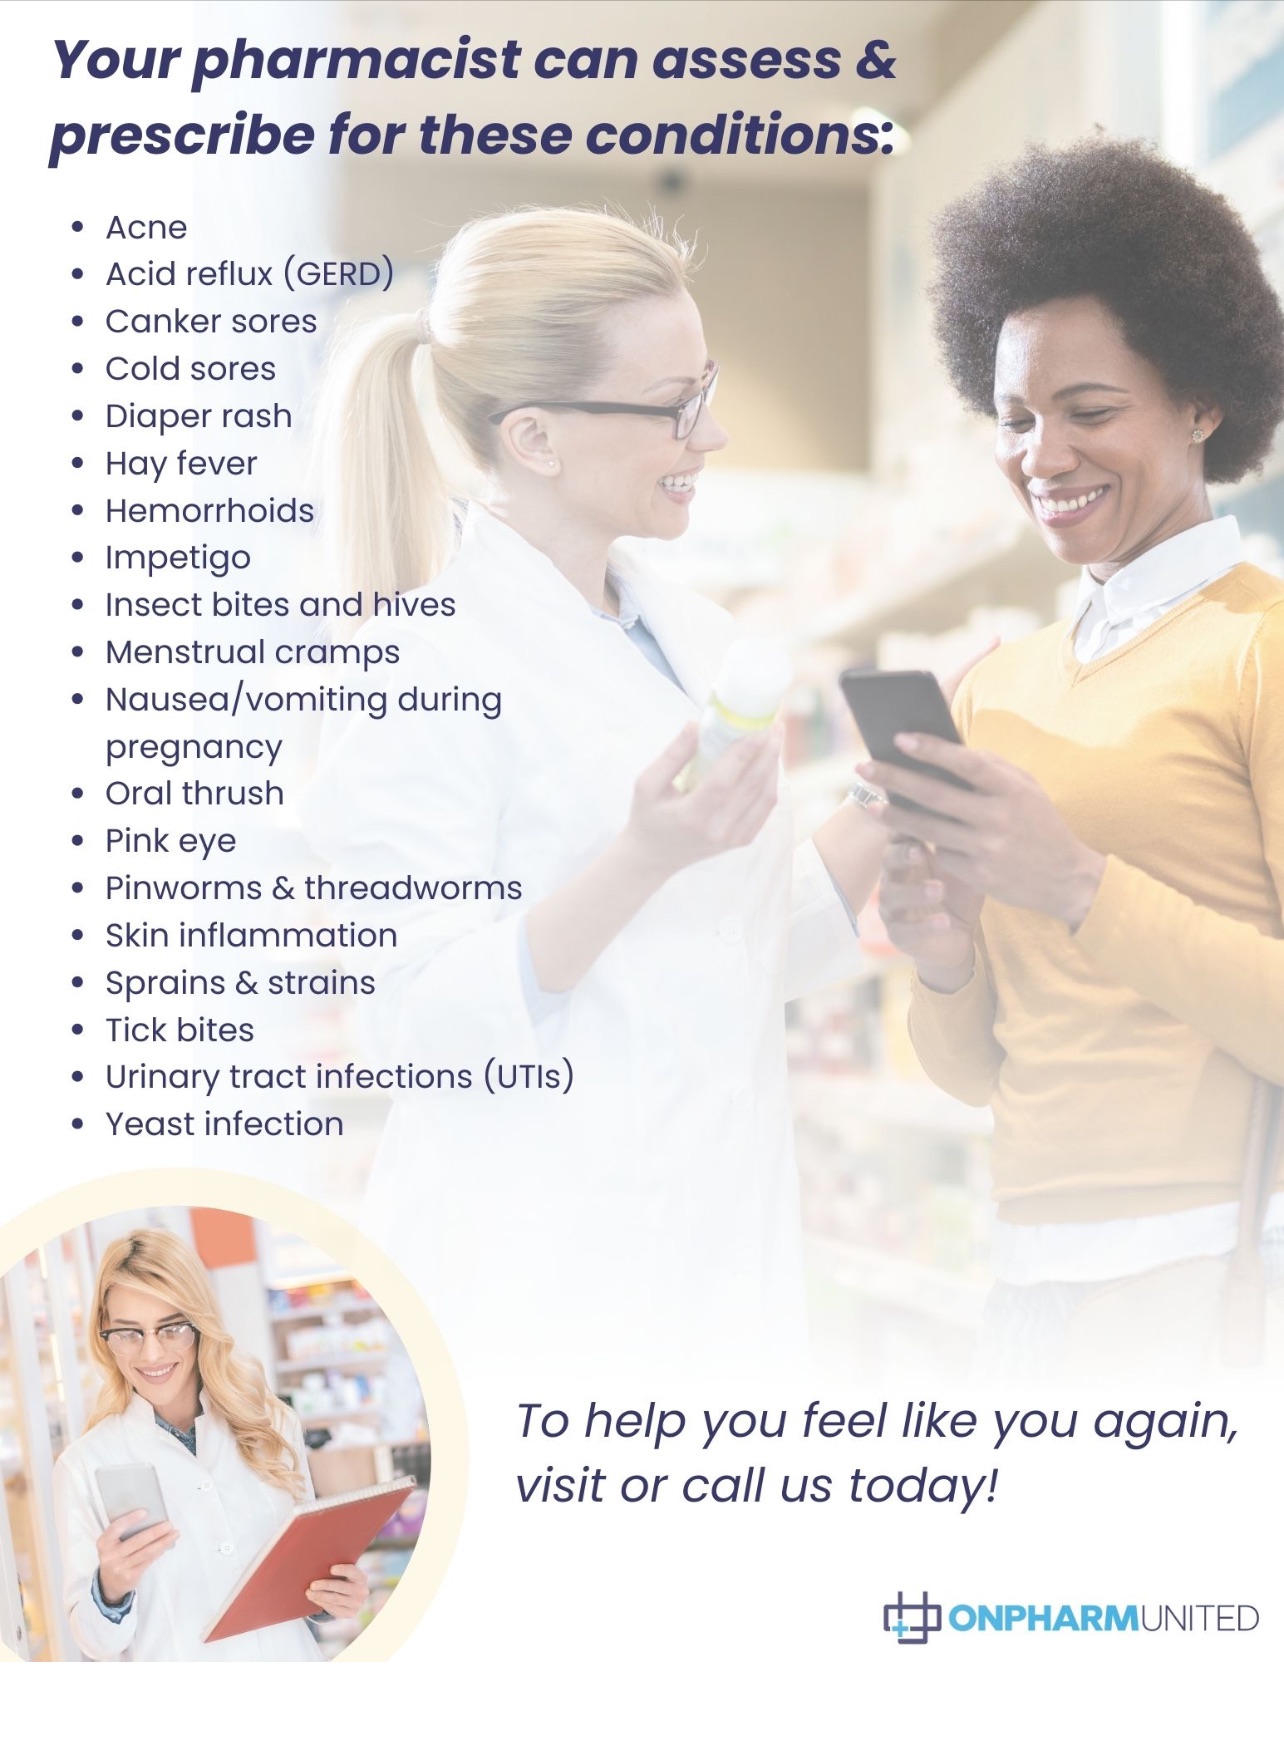 Your pharmacist can assess &
prescribe for these conditions:
• Acne
• Acid reflux (GERD)
• Canker sores
• Cold sores
• Diaper rash
• Hay fever
• Hemorrhoids
• Impetigo
• Insect bites and hives
• Menstrual cramps
• Nausea/vomiting during
pregnancy
• Oral thrush
• Pink eye
• Pinworms & threadworms
• Skin inflammation
• Sprains & strains
• Tick bites
• Urinary tract infections (UTIs)
• Yeast infection
To help you feel like you again,
visit or call us today!
ONPHARMUNITED